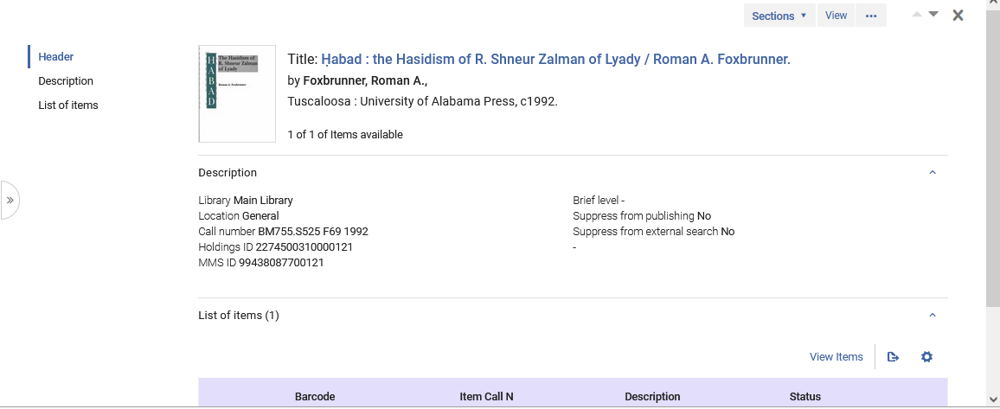 Sections
View
Header
Description
List of items
HABAD
The Hasidism of
R. Shneur Zalman
of Lyady
Roman A. Foxbrunner
Title: Ḥabad : the Hasidism of R. Shneur Zalman of Lyady / Roman A. Foxbrunner.
by Foxbrunner, Roman A.,
Tuscaloosa : University of Alabama Press, c1992.
1 of 1 of Items available
Description
Library Main Library
Location General
Call number BM755.S525 F69 1992
Holdings ID 2274500310000121
MMS ID 99438087700121
Brief level -
Suppress from publishing No
Suppress from external search No
-
List of items (1)
View Items
Barcode Item Call N Description Status